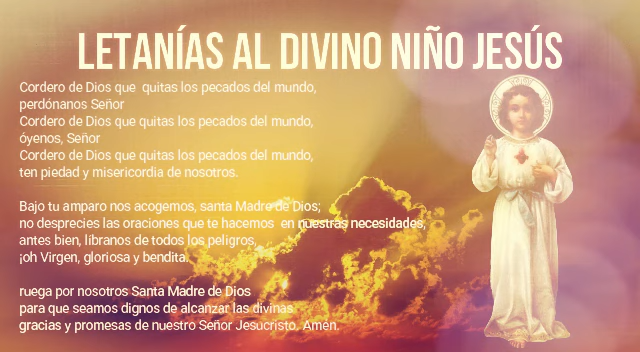 LETANÍAS AL DIVINO NIÑO JESÚS
Cordero de Dios que quitas los pecados del mundo,
perdónanos Señor
Cordero de Dios que quitas los pecados del mundo,
óyenos, Señor
Cordero de Dios que quitas los pecados del mundo,
ten piedad y misericordia de nosotros.
Bajo tu amparo nos acogemos, santa Madre de Dios;
no desprecies las oraciones que te hacemos en nuestras necesidades,
antes bien, líbranos de todos los peligros,
¡oh Virgen, gloriosa y bendita.
ruega por nosotros Santa Madre de Dios
para que seamos dignos de alcanzar las divinas
gracias y promesas de nuestro Señor Jesucristo. Amén.